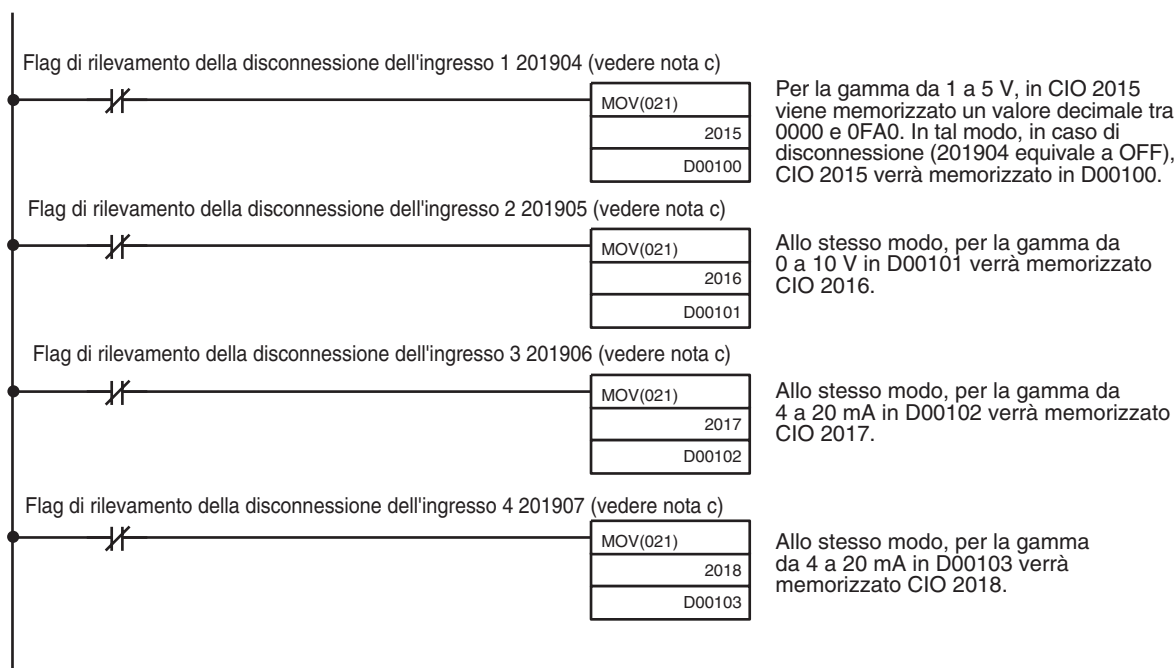 Flag di rilevamento della disconnessione dell'ingresso 1 201904 (vedere nota c)
MOV(021)
2015
D00100
Per la gamma da 1 a 5 V, in CIO 2015
viene memorizzato un valore decimale tra
0000 e 0FA0. In tal modo, in caso di
disconnessione (201904 equivale a OFF),
CIO 2015 verrà memorizzato in D00100.
Flag di rilevamento della disconnessione dell'ingresso 2 201905 (vedere nota c)
MOV(021)
2016
D00101
Allo stesso modo, per la gamma da
0 a 10 V in D00101 verrà memorizzato
CIO 2016.
Flag di rilevamento della disconnessione dell'ingresso 3 201906 (vedere nota c)
MOV(021)
2017
D00102
Allo stesso modo, per la gamma da
4 a 20 mA in D00102 verrà memorizzato
CIO 2017.
Flag di rilevamento della disconnessione dell'ingresso 4 201907 (vedere nota c)
MOV(021)
2018
D00103
Allo stesso modo, per la gamma
da 4 a 20 mA in D00103 verrà
memorizzato CIO 2018.